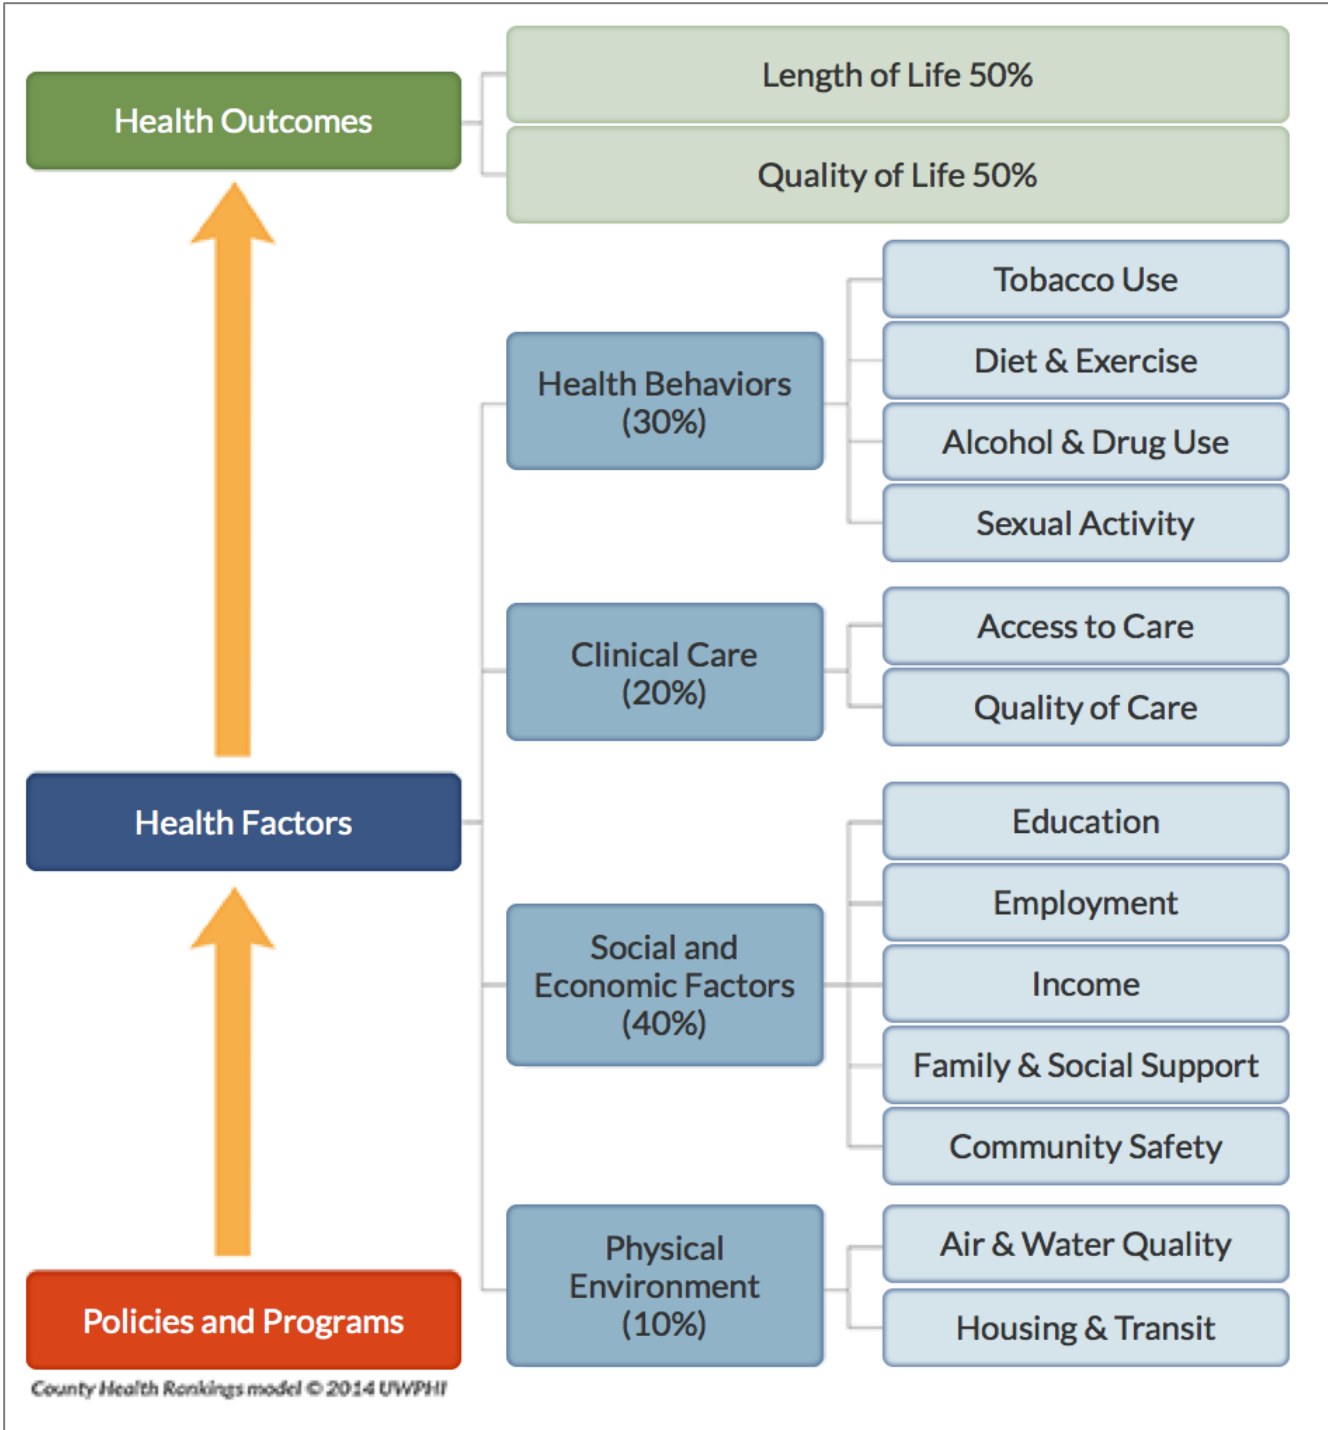 Health Outcomes
Length of Life 50%
Quality of Life 50%
Health Factors
Health Behaviors
(30%)
Tobacco Use
Diet & Exercise
Alcohol & Drug Use
Sexual Activity
Clinical Care
(20%)
Access to Care
Quality of Care
Social and
Economic Factors
(40%)
Education
Employment
Income
Family & Social Support
Community Safety
Physical
Environment
(10%)
Air & Water Quality
Housing & Transit
Policies and Programs
County Health Rankings model © 2014 UWPHI